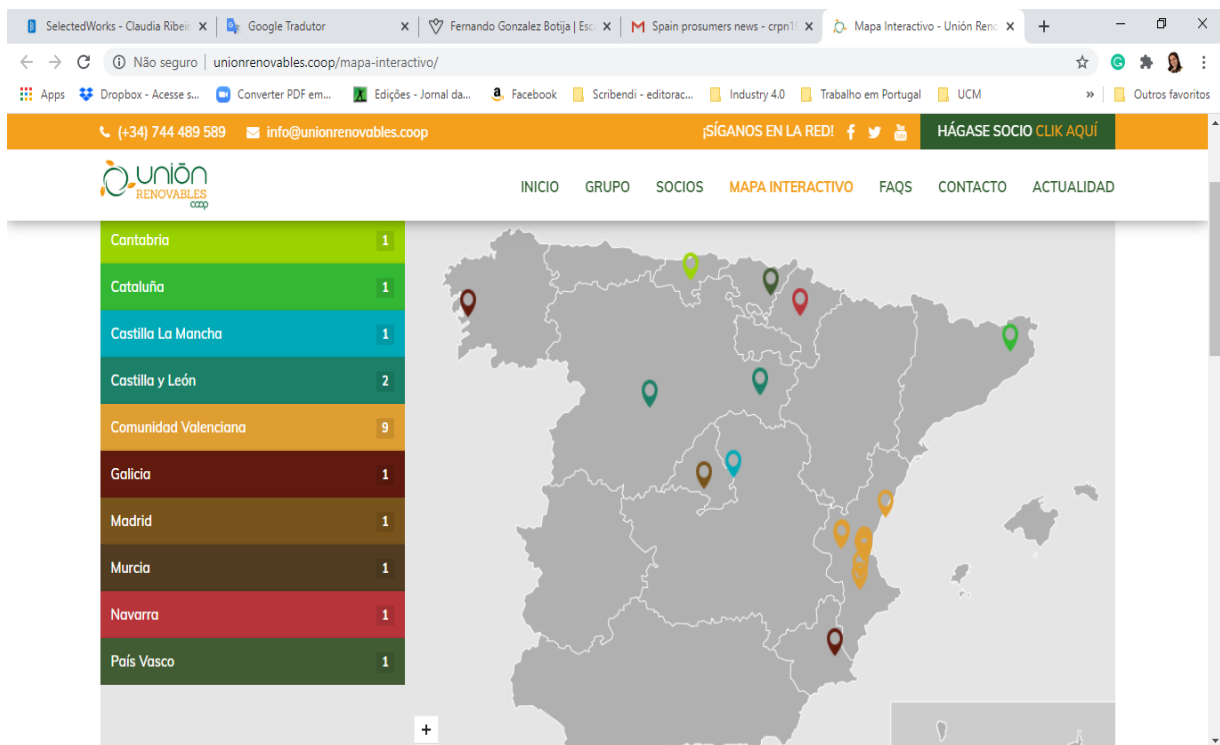 SelectedWorks - Claudia Ribeir
Google Tradutor
Fernando Gonzalez Botija | Esc
Spain prosumers news - crpn1
Mapa Interactivo - Unión Reno
Não seguro | unionrenovables.coop/mapa-interactivo/
Apps Dropbox - Acesse s... Converter PDF em... Edições - Jornal da... Facebook Scribendi - editorac... Industry 4.0 Trabalho em Portugal UCM » Outros favoritos
(+34) 744 489 589 info@unionrenovables.coop ¡SÍGANOS EN LA RED! HÁGASE SOCIO CLIK AQUÍ
unión
RENOVABLES
coop
INICIO GRUPO SOCIOS MAPA INTERACTIVO FAQS CONTACTO ACTUALIDAD
Cantabria 1
Cataluña 1
Castilla La Mancha 1
Castilla y León 2
Comunidad Valenciana 9
Galicia 1
Madrid 1
Murcia 1
Navarra 1
País Vasco 1
+